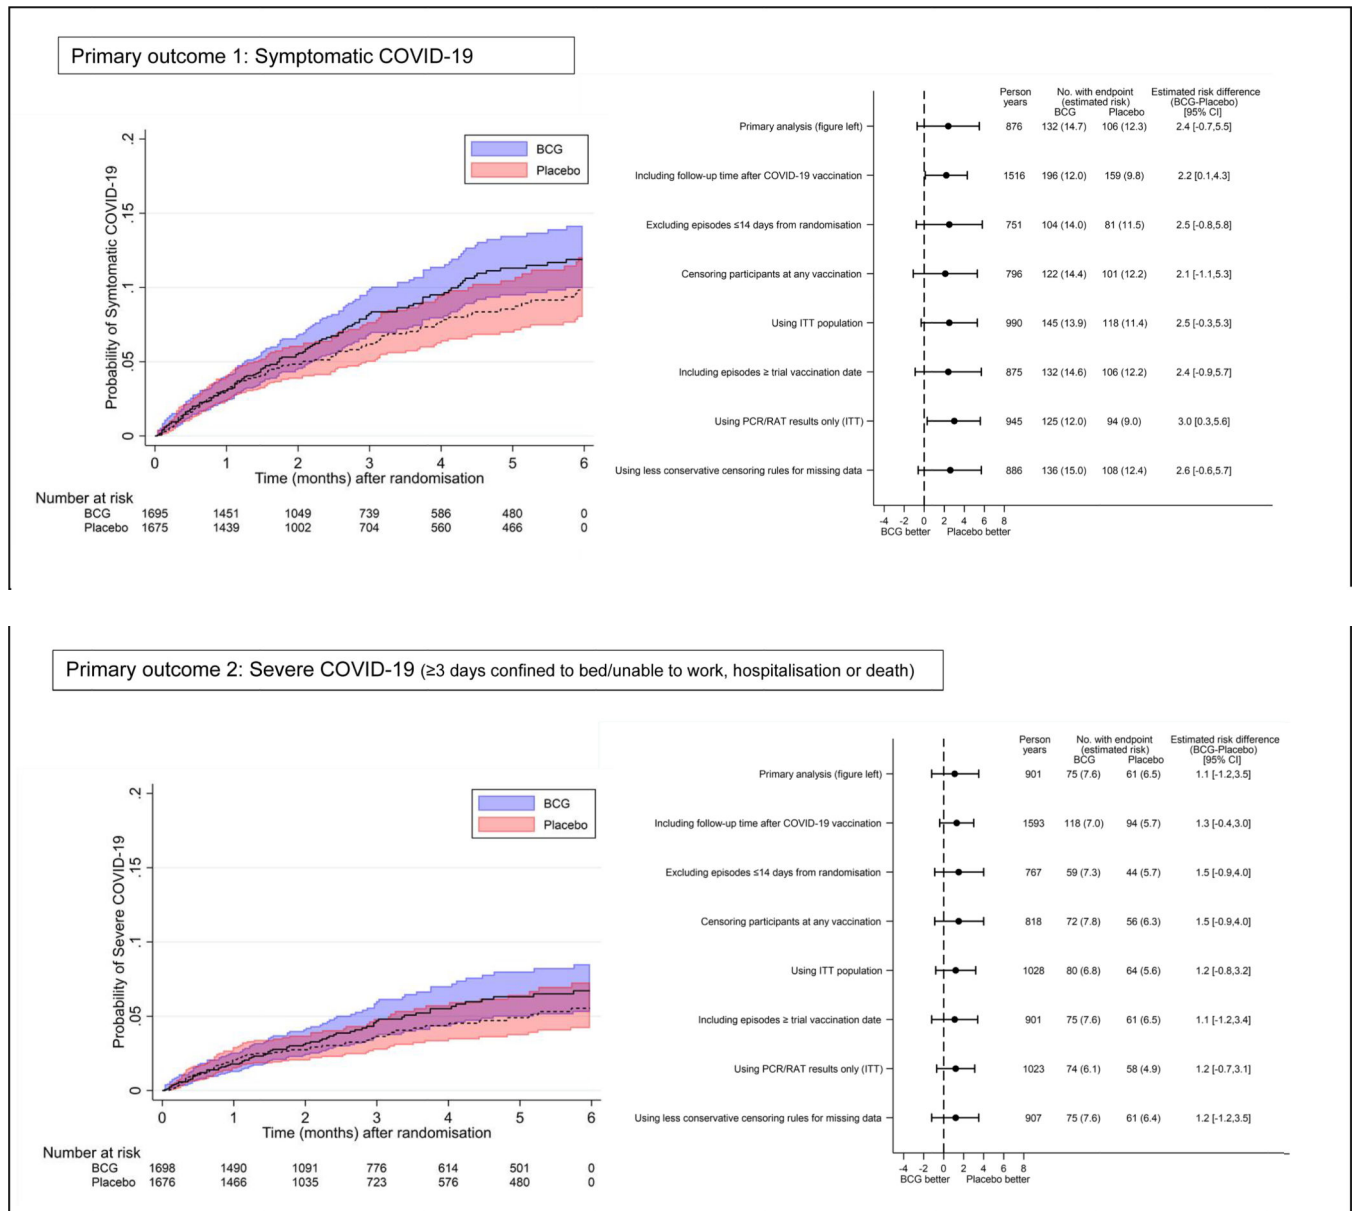 Primary outcome 1: Symptomatic COVID-19
Probability of Symtomatic COVID-19
.2
.15
.1
.05
0
BCG
Placebo
0 1 2 3 4 5 6
Time (months) after randomisation
Number at risk
BCG 1695 1451 1049 739 586 480 0
Placebo 1675 1439 1002 704 560 466 0
Person years No. with endpoint (estimated risk) Estimated risk difference (BCG-Placebo) [95% CI]
BCG Placebo
Primary analysis (figure left) 876 132 (14.7) 106 (12.3) 2.4 [-0.7,5.5]
Including follow-up time after COVID-19 vaccination 1516 196 (12.0) 159 (9.8) 2.2 [0.1,4.3]
Excluding episodes ≤14 days from randomisation 751 104 (14.0) 81 (11.5) 2.5 [-0.8,5.8]
Censoring participants at any vaccination 796 122 (14.4) 101 (12.2) 2.1 [-1.1,5.3]
Using ITT population 990 145 (13.9) 118 (11.4) 2.5 [-0.3,5.3]
Including episodes ≥ trial vaccination date 875 132 (14.6) 106 (12.2) 2.4 [-0.9,5.7]
Using PCR/RAT results only (ITT) 945 125 (12.0) 94 (9.0) 3.0 [0.3,5.6]
Using less conservative censoring rules for missing data 886 136 (15.0) 108 (12.4) 2.6 [-0.6,5.7]
-4 -2 0 2 4 6 8
BCG better Placebo better
Primary outcome 2: Severe COVID-19 (≥3 days confined to bed/unable to work, hospitalisation or death)
Probability of Severe COVID-19
.2
.15
.1
.05
0
BCG
Placebo
0 1 2 3 4 5 6
Time (months) after randomisation
Number at risk
BCG 1698 1490 1091 776 614 501 0
Placebo 1676 1466 1035 723 576 480 0
Person years No. with endpoint (estimated risk) Estimated risk difference (BCG-Placebo) [95% CI]
BCG Placebo
Primary analysis (figure left) 901 75 (7.6) 61 (6.5) 1.1 [-1.2,3.5]
Including follow-up time after COVID-19 vaccination 1593 118 (7.0) 94 (5.7) 1.3 [-0.4,3.0]
Excluding episodes ≤14 days from randomisation 767 59 (7.3) 44 (5.7) 1.5 [-0.9,4.0]
Censoring participants at any vaccination 818 72 (7.8) 56 (6.3) 1.5 [-0.9,4.0]
Using ITT population 1028 80 (6.8) 64 (5.6) 1.2 [-0.8,3.2]
Including episodes ≥ trial vaccination date 901 75 (7.6) 61 (6.5) 1.1 [-1.2,3.4]
Using PCR/RAT results only (ITT) 1023 74 (6.1) 58 (4.9) 1.2 [-0.7,3.1]
Using less conservative censoring rules for missing data 907 75 (7.6) 61 (6.4) 1.2 [-1.2,3.5]
-4 -2 0 2 4 6 8
BCG better Placebo better